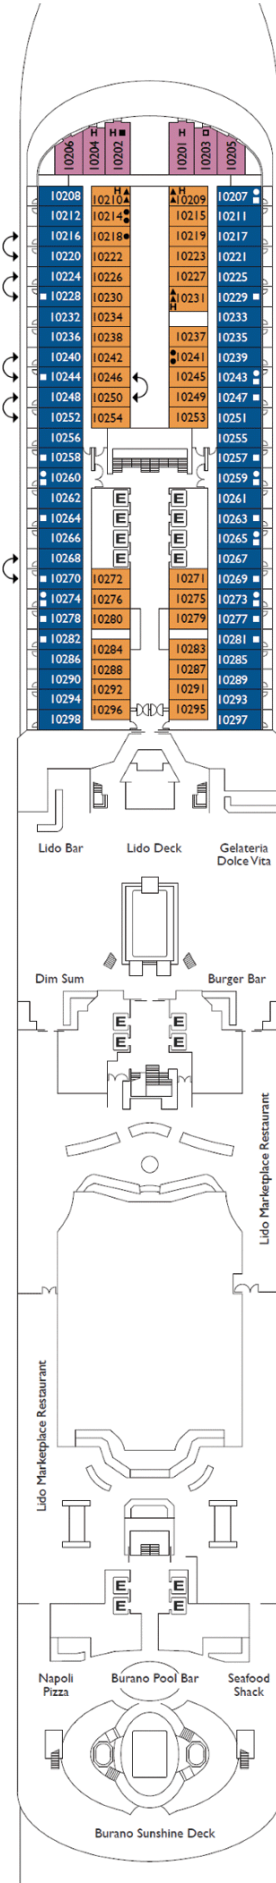 10206 10204 H 10202 H 10201 H 10203 10205
10208 H 10210 H 10209 10207
10212 10214 10215 10211
10216 10218 10219 10217
10220 10222 10223 10221
10224 10226 10227 10225
10228 10230 10231 H 10229
10232 10234 10233
10236 10238 10237 10235
10240 10242 10241 10239
10244 10246 10245 10243
10248 10250 10249 10247
10252 10254 10253 10251
10256 10255
10258 10257
10260 E E 10259
10262 E E 10261
10264 E E 10263
10266 E E 10265
10268 10267
10270 10272 10271 10269
10274 10276 10275 10273
10278 10280 10279 10277
10282 10281
10286 10284 10283 10285
10290 10288 10287 10289
10294 10292 10291 10293
10298 10296 10295 10297
Lido Bar Lido Deck Gelateria
Dolce Vita
Dim Sum Burger Bar
E E
E E
Lido Marketplace Restaurant
Lido Marketplace Restaurant
E E
E E
Napoli
Pizza
Burano Pool Bar
Seafood
Shack
Burano Sunshine Deck